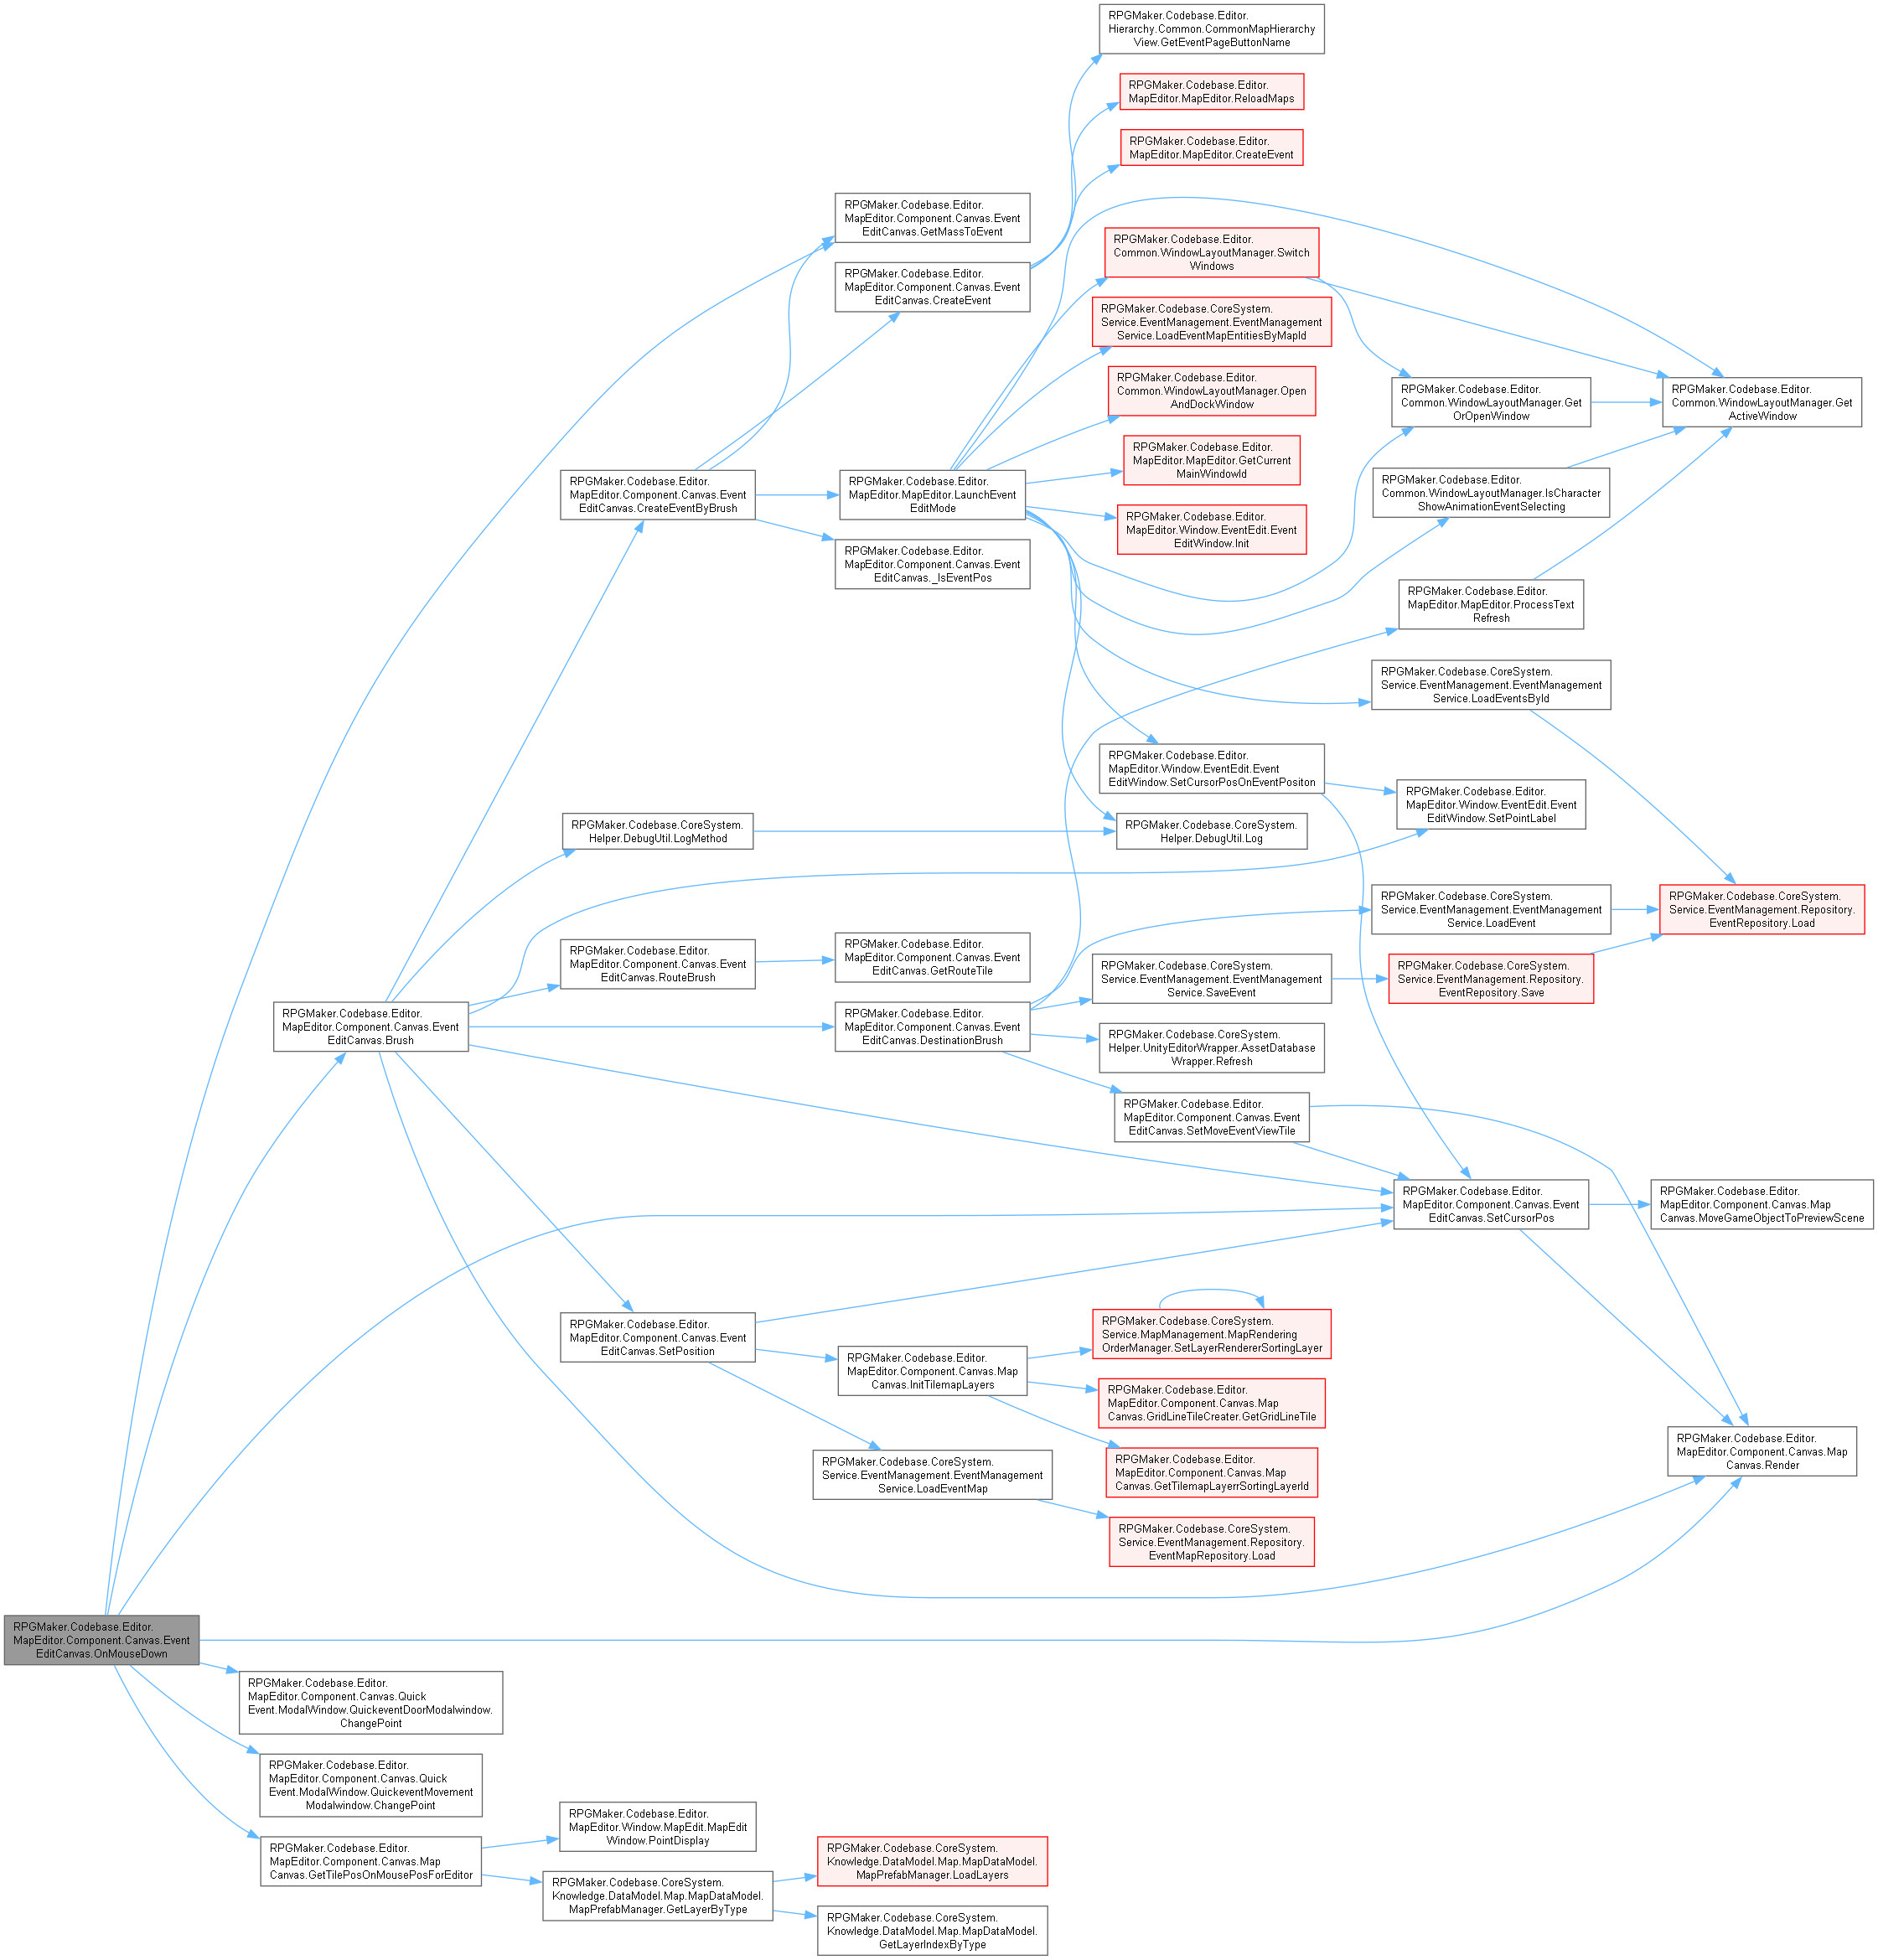 RPGMaker.Codebase.Editor.
Hierarchy.Common.CommonMapHierarchy
View.GetEventPageButtonName
RPGMaker.Codebase.Editor.
MapEditor.MapEditor.ReloadMaps
RPGMaker.Codebase.Editor.
MapEditor.MapEditor.CreateEvent
RPGMaker.Codebase.Editor.
MapEditor.Component.Canvas.Event
EditCanvas.GetMassToEvent
RPGMaker.Codebase.Editor.
Common.WindowLayoutManager.Switch
Windows
RPGMaker.Codebase.Editor.
MapEditor.Component.Canvas.Event
EditCanvas.CreateEvent
RPGMaker.Codebase.CoreSystem.
Service.EventManagement.EventManagement
Service.LoadEventMapEntitiesByMapId
RPGMaker.Codebase.Editor.
Common.WindowLayoutManager.Open
AndDockWindow
RPGMaker.Codebase.Editor.
Common.WindowLayoutManager.Get
OrOpenWindow
RPGMaker.Codebase.Editor.
Common.WindowLayoutManager.Get
ActiveWindow
RPGMaker.Codebase.Editor.
MapEditor.MapEditor.GetCurrent
MainWindowId
RPGMaker.Codebase.Editor.
MapEditor.Component.Canvas.Event
EditCanvas.CreateEventByBrush
RPGMaker.Codebase.Editor.
MapEditor.MapEditor.LaunchEvent
EditMode
RPGMaker.Codebase.Editor.
Common.WindowLayoutManager.IsCharacter
ShowAnimationEventSelecting
RPGMaker.Codebase.Editor.
MapEditor.Window.EventEdit.Event
EditWindow.Init
RPGMaker.Codebase.Editor.
MapEditor.Component.Canvas.Event
EditCanvas._IsEventPos
RPGMaker.Codebase.Editor.
MapEditor.MapEditor.ProcessText
Refresh
RPGMaker.Codebase.CoreSystem.
Service.EventManagement.EventManagement
Service.LoadEventsById
RPGMaker.Codebase.Editor.
MapEditor.Window.EventEdit.Event
EditWindow.SetCursorPosOnEventPositon
RPGMaker.Codebase.Editor.
MapEditor.Window.EventEdit.Event
EditWindow.SetPointLabel
RPGMaker.Codebase.CoreSystem.
Helper.DebugUtil.LogMethod
RPGMaker.Codebase.CoreSystem.
Helper.DebugUtil.Log
RPGMaker.Codebase.CoreSystem.
Service.EventManagement.EventManagement
Service.LoadEvent
RPGMaker.Codebase.CoreSystem.
Service.EventManagement.Repository.
EventRepository.Load
RPGMaker.Codebase.Editor.
MapEditor.Component.Canvas.Event
EditCanvas.RouteBrush
RPGMaker.Codebase.Editor.
MapEditor.Component.Canvas.Event
EditCanvas.GetRouteTile
RPGMaker.Codebase.CoreSystem.
Service.EventManagement.EventManagement
Service.SaveEvent
RPGMaker.Codebase.CoreSystem.
Service.EventManagement.Repository.
EventRepository.Save
RPGMaker.Codebase.Editor.
MapEditor.Component.Canvas.Event
EditCanvas.Brush
RPGMaker.Codebase.Editor.
MapEditor.Component.Canvas.Event
EditCanvas.DestinationBrush
RPGMaker.Codebase.CoreSystem.
Helper.UnityEditorWrapper.AssetDatabase
Wrapper.Refresh
RPGMaker.Codebase.Editor.
MapEditor.Component.Canvas.Event
EditCanvas.SetMoveEventViewTile
RPGMaker.Codebase.Editor.
MapEditor.Component.Canvas.Event
EditCanvas.SetCursorPos
RPGMaker.Codebase.Editor.
MapEditor.Component.Canvas.Map
Canvas.MoveGameObjectToPreviewScene
RPGMaker.Codebase.Editor.
MapEditor.Component.Canvas.Event
EditCanvas.SetPosition
RPGMaker.Codebase.CoreSystem.
Service.MapManagement.MapRendering
OrderManager.SetLayerRendererSortingLayer
RPGMaker.Codebase.Editor.
MapEditor.Component.Canvas.Map
Canvas.InitTilemapLayers
RPGMaker.Codebase.Editor.
MapEditor.Component.Canvas.Map
Canvas.GridLineTileCreater.GetGridLineTile
RPGMaker.Codebase.Editor.
MapEditor.Component.Canvas.Map
Canvas.Render
RPGMaker.Codebase.CoreSystem.
Service.EventManagement.EventManagement
Service.LoadEventMap
RPGMaker.Codebase.Editor.
MapEditor.Component.Canvas.Map
Canvas.GetTilemapLayerrSortingLayerId
RPGMaker.Codebase.CoreSystem.
Service.EventManagement.Repository.
EventMapRepository.Load
RPGMaker.Codebase.Editor.
MapEditor.Component.Canvas.Event
EditCanvas.OnMouseDown
RPGMaker.Codebase.Editor.
MapEditor.Component.Canvas.Quick
Event.ModalWindow.QuickeventDoorModalwindow.
ChangePoint
RPGMaker.Codebase.Editor.
MapEditor.Component.Canvas.Quick
Event.ModalWindow.QuickeventMovement
Modalwindow.ChangePoint
RPGMaker.Codebase.Editor.
MapEditor.Window.MapEdit.MapEdit
Window.PointDisplay
RPGMaker.Codebase.Editor.
MapEditor.Component.Canvas.Map
Canvas.GetTilePosOnMousePosForEditor
RPGMaker.Codebase.CoreSystem.
Knowledge.DataModel.Map.MapDataModel.
MapPrefabManager.LoadLayers
RPGMaker.Codebase.CoreSystem.
Knowledge.DataModel.Map.MapDataModel.
MapPrefabManager.GetLayerByType
RPGMaker.Codebase.CoreSystem.
Knowledge.DataModel.Map.MapDataModel.
GetLayerIndexByType